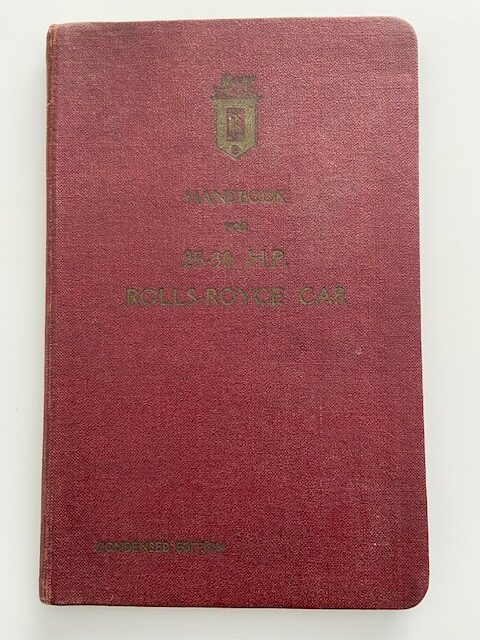 HANDBOOK
FOR
25-30 H.P.
ROLLS-ROYCE CAR
CONDENSED EDITION